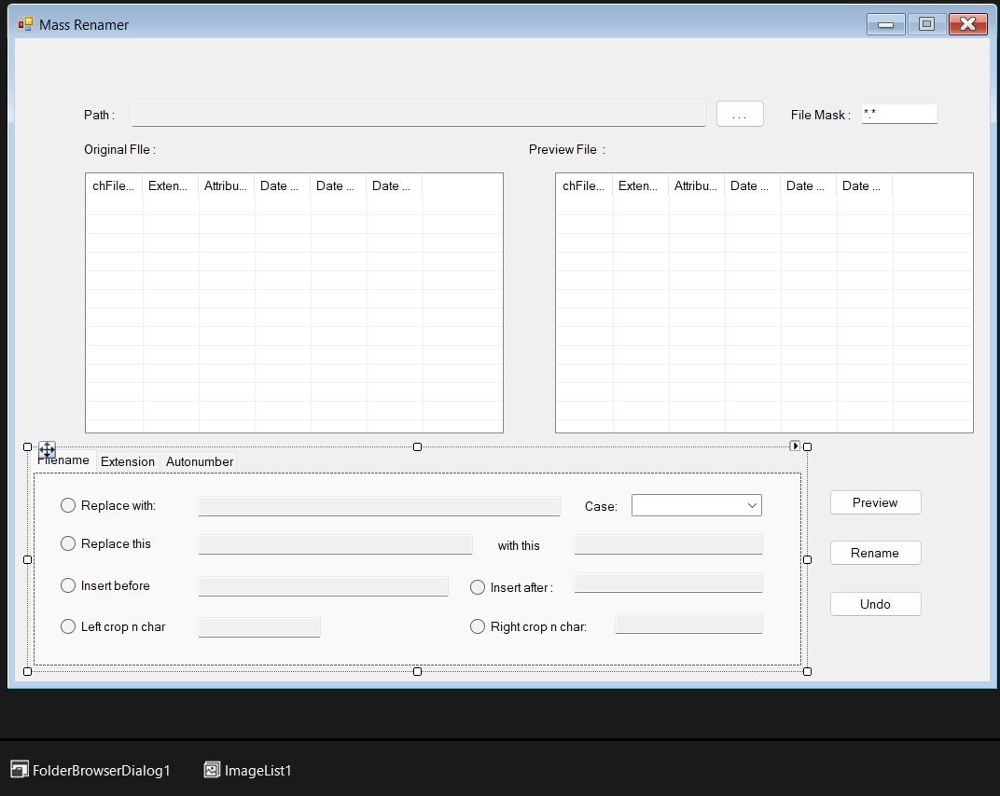 Mass Renamer
Path :
. . .
File Mask :
*.*
Original FIle :
Preview File :
chFile... Exten... Attribu... Date ... Date ... Date ...
chFile... Exten... Attribu... Date ... Date ... Date ...
Filename Extension Autonumber
Replace with:
Case:
Replace this
with this
Insert before
Insert after :
Left crop n char
Right crop n char:
Preview
Rename
Undo
FolderBrowserDialog1
ImageList1